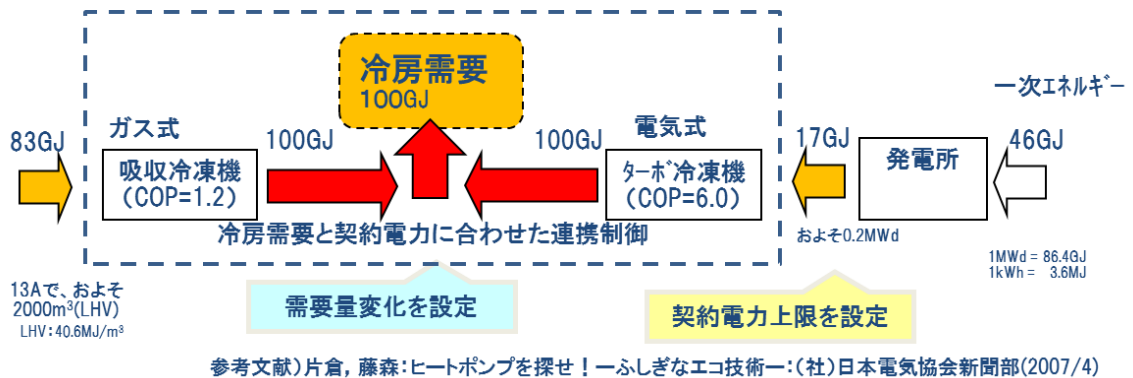 冷房需要
100GJ
一次エネルギー
83GJ
ガス式
100GJ
100GJ
電気式
17GJ
46GJ
吸収冷凍機
(COP=1.2)
ターボ冷凍機
(COP=6.0)
発電所
冷房需要と契約電力に合わせた連携制御
およそ0.2MWd
1MWd = 86.4GJ
1kWh = 3.6MJ
13Aで、およそ
2000m³(LHV)
LHV:40.6MJ/m³
需要量変化を設定
契約電力上限を設定
参考文献)片倉, 藤森:ヒートポンプを探せ!ーふしぎなエコ技術ー:(社)日本電気協会新聞部(2007/4)